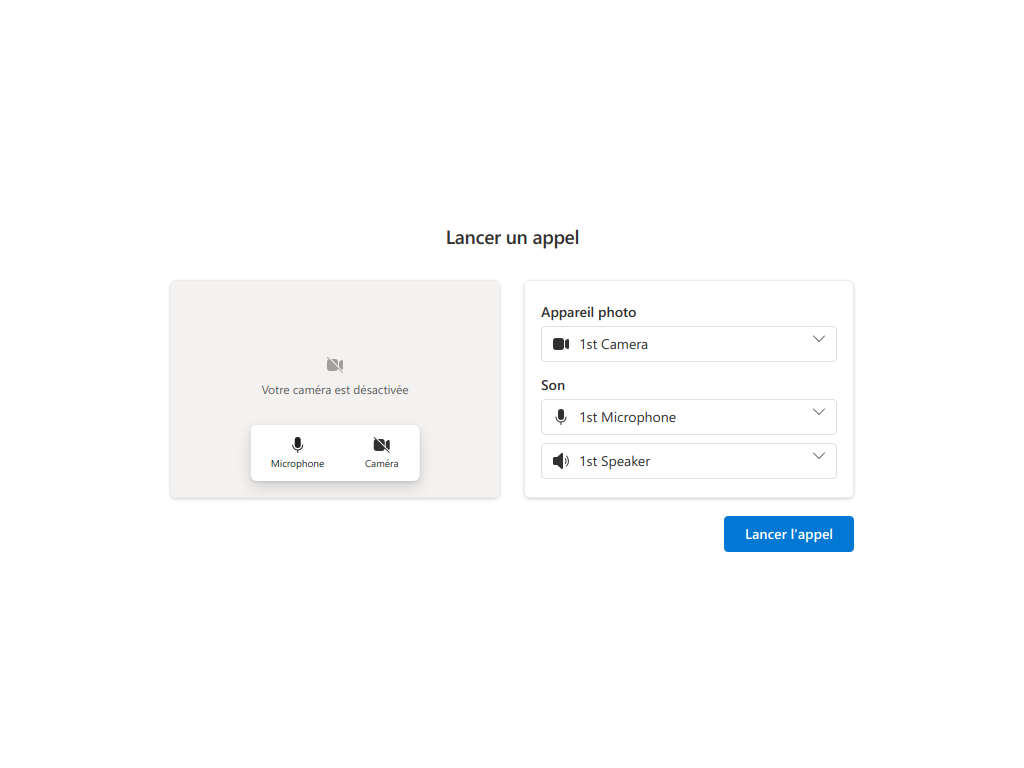 Lancer un appel
Votre caméra est désactivée
Microphone
Caméra
Appareil photo
1st Camera
Son
1st Microphone
1st Speaker
Lancer l'appel